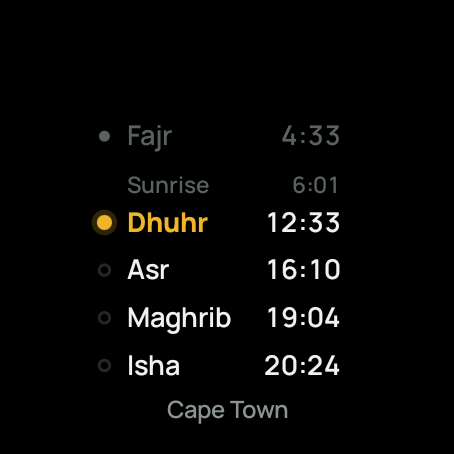 Fajr 4:33
Sunrise 6:01
Dhuhr 12:33
Asr 16:10
Maghrib 19:04
Isha 20:24
Cape Town